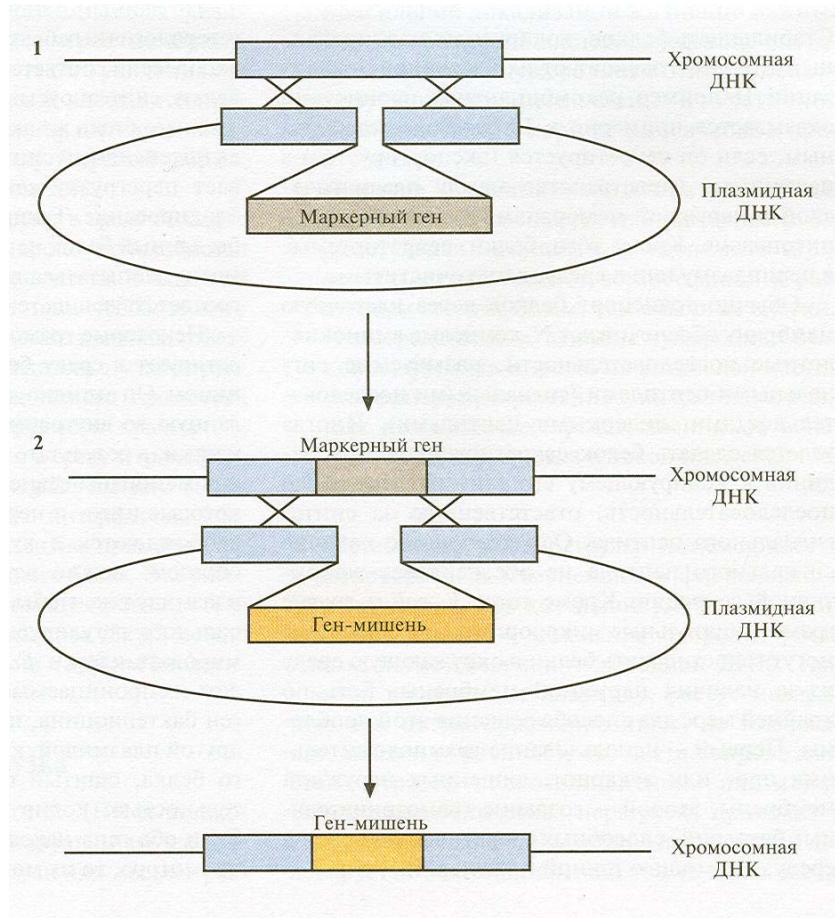 1
Хромосомная
ДНК
Плазмидная
ДНК
Маркерный ген
2
Маркерный ген
Хромосомная
ДНК
Плазмидная
ДНК
Ген-мишень
Ген-мишень
Хромосомная
ДНК